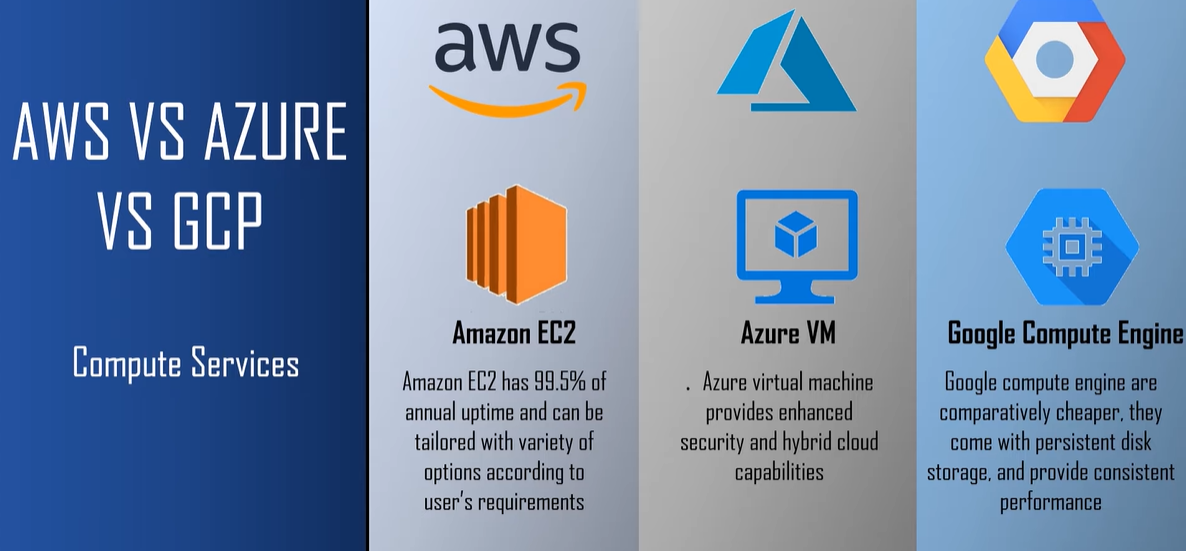 AWS VS AZURE
VS GCP
Compute Services
aws
Amazon EC2
Amazon EC2 has 99.5% of
annual uptime and can be
tailored with variety of
options according to
user's requirements
Azure VM
. Azure virtual machine
provides enhanced
security and hybrid cloud
capabilities
Google Compute Engine
Google compute engine are
comparatively cheaper, they
come with persistent disk
storage, and provide consistent
performance